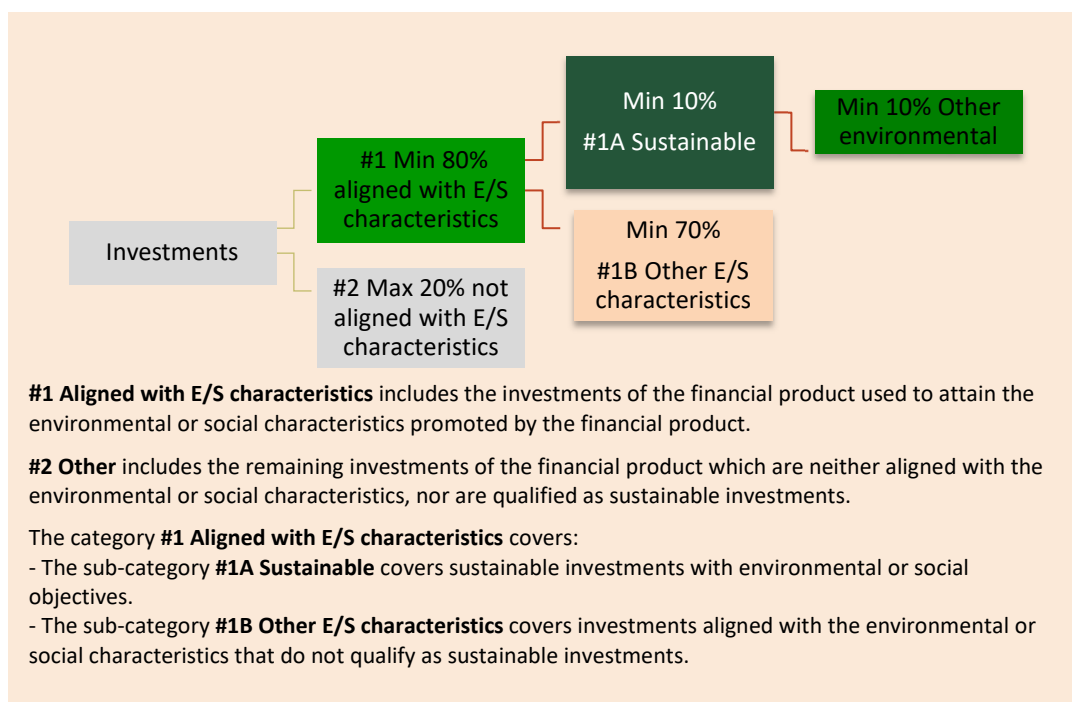 Min 10%
#1A Sustainable
Min 10% Other
environmental
#1 Min 80%
aligned with E/S
characteristics
Min 70%
#1B Other E/S
characteristics
Investments
#2 Max 20% not
aligned with E/S
characteristics
#1 Aligned with E/S characteristics includes the investments of the financial product used to attain the
environmental or social characteristics promoted by the financial product.
#2 Other includes the remaining investments of the financial product which are neither aligned with the
environmental or social characteristics, nor are qualified as sustainable investments.
The category #1 Aligned with E/S characteristics covers:
- The sub-category #1A Sustainable covers sustainable investments with environmental or social
objectives.
- The sub-category #1B Other E/S characteristics covers investments aligned with the environmental or
social characteristics that do not qualify as sustainable investments.